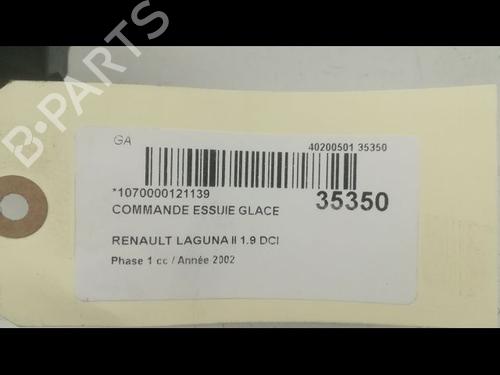 GA
40200501 35350
*1070000121139
COMMANDE ESSUIE GLACE
35350
RENAULT LAGUNA II 1.9 DCI
Phase 1 cc / Année 2002
B-PARTS